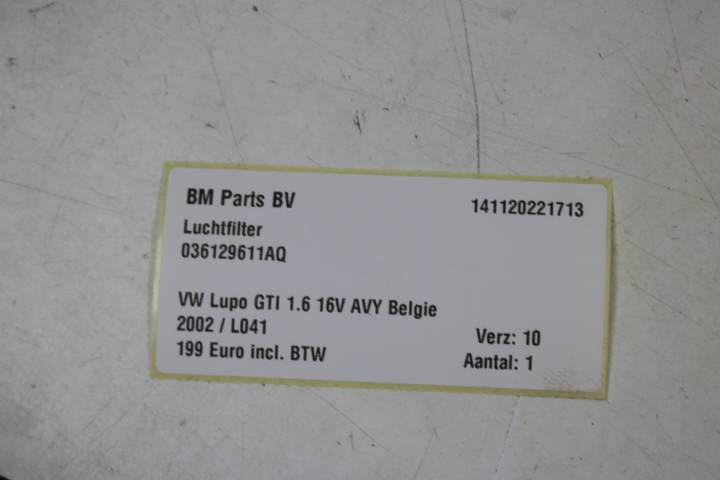 BM Parts BV
141120221713
Luchtfilter
036129611AQ
VW Lupo GTI 1.6 16V AVY Belgie
2002 / L041
Verz: 10
199 Euro incl. BTW
Aantal: 1